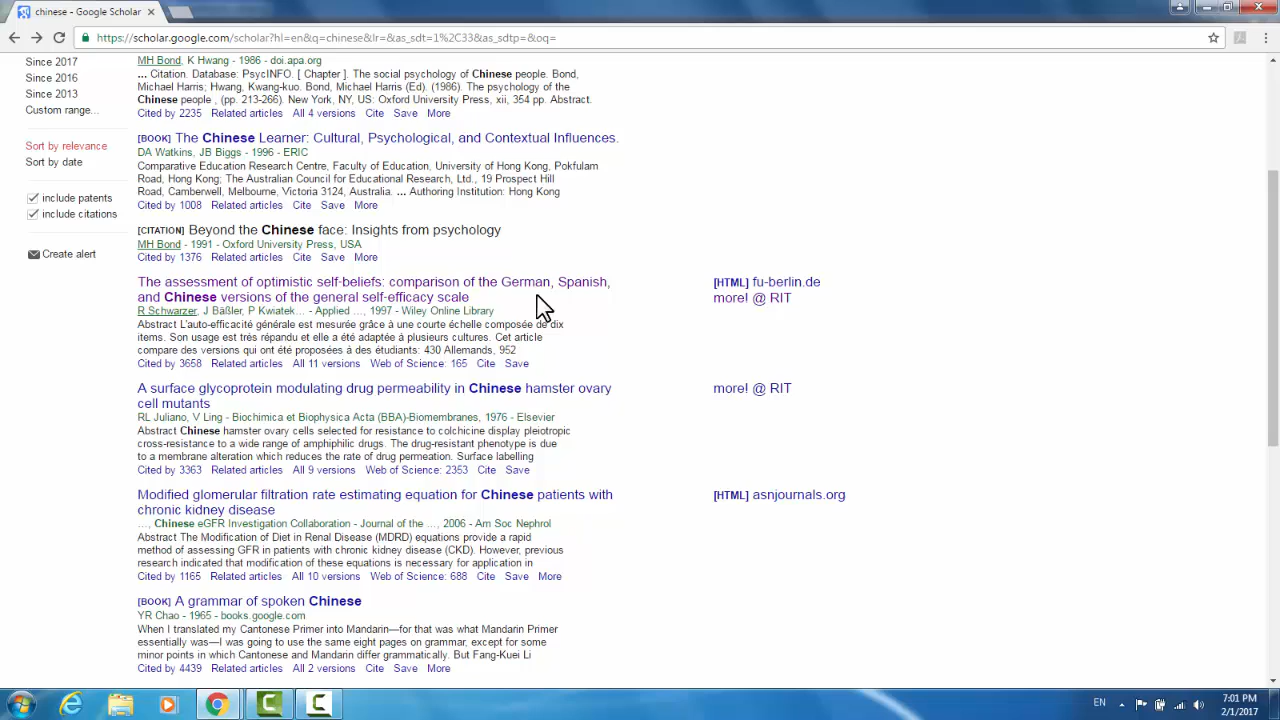 chinese - Google Scholar
https://scholar.google.com/scholar?hl=en&q=chinese&lr=&as_sdt=1%2C33&as_sdtp=&oq=
Since 2017
Since 2016
Since 2013
Custom range...
Sort by relevance
Sort by date
include patents
include citations
Create alert
MH Bond, K Hwang - 1986 - doi.apa.org
... Citation. Database: PsycINFO. [ Chapter ]. The social psychology of Chinese people. Bond,
Michael Harris; Hwang, Kwang-kuo. Bond, Michael Harris (Ed). (1986). The psychology of the
Chinese people , (pp. 213-266). New York, NY, US: Oxford University Press, xii, 354 pp. Abstract.
Cited by 2235 Related articles All 4 versions Cite Save More
[BOOK] The Chinese Learner: Cultural, Psychological, and Contextual Influences.
DA Watkins, JB Biggs - 1996 - ERIC
Comparative Education Research Centre, Faculty of Education, University of Hong Kong, Pokfulam
Road, Hong Kong; The Australian Council for Educational Research, Ltd., 19 Prospect Hill
Road, Camberwell, Melbourne, Victoria 3124, Australia. ... Authoring Institution: Hong Kong
Cited by 1008 Related articles Cite Save More
[CITATION] Beyond the Chinese face: Insights from psychology
MH Bond - 1991 - Oxford University Press, USA
Cited by 1376 Related articles Cite Save More
The assessment of optimistic self-beliefs: comparison of the German, Spanish,
and Chinese versions of the general self-efficacy scale
R Schwarzer, J Bäßler, P Kwiatek... - Applied ..., 1997 - Wiley Online Library
Abstract L'auto-efficacité générale est mesurée grâce à une courte échelle composée de dix
items. Son usage est très répandu et elle a été adaptée à plusieurs cultures. Cet article
compare des versions qui ont été proposées à des étudiants: 430 Allemands, 952
Cited by 3658 Related articles All 11 versions Web of Science: 165 Cite Save
[HTML] fu-berlin.de
more! @ RIT
A surface glycoprotein modulating drug permeability in Chinese hamster ovary
cell mutants
RL Juliano, V Ling - Biochimica et Biophysica Acta (BBA)-Biomembranes, 1976 - Elsevier
Abstract Chinese hamster ovary cells selected for resistance to colchicine display pleiotropic
cross-resistance to a wide range of amphiphilic drugs. The drug-resistant phenotype is due
to a membrane alteration which reduces the rate of drug permeation. Surface labelling
Cited by 3363 Related articles All 9 versions Web of Science: 2353 Cite Save
more! @ RIT
Modified glomerular filtration rate estimating equation for Chinese patients with
chronic kidney disease
..., Chinese eGFR Investigation Collaboration - Journal of the ..., 2006 - Am Soc Nephrol
Abstract The Modification of Diet in Renal Disease (MDRD) equations provide a rapid
method of assessing GFR in patients with chronic kidney disease (CKD). However, previous
research indicated that modification of these equations is necessary for application in
Cited by 1165 Related articles All 10 versions Web of Science: 688 Cite Save More
[HTML] asnjournals.org
[BOOK] A grammar of spoken Chinese
YR Chao - 1965 - books.google.com
When I translated my Cantonese Primer into Mandarin—for that was what Mandarin Primer
essentially was—I was going to use the same eight pages on grammar, except for some
minor points in which Cantonese and Mandarin differ grammatically. But Fang-Kuei Li
Cited by 4439 Related articles All 2 versions Cite Save More
EN
7:01 PM
2/1/2017